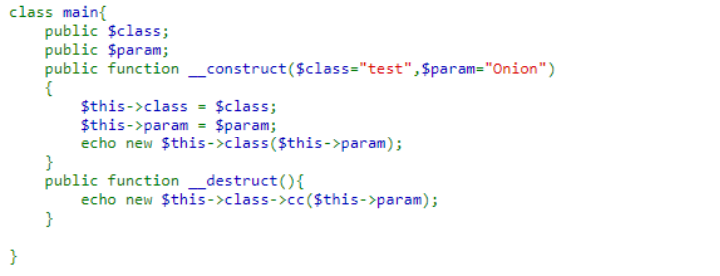 class main{
    public $class;
    public $param;
    public function __construct($class="test",$param="Onion")
    {
        $this->class = $class;
        $this->param = $param;
        echo new $this->class($this->param);
    }
    public function __destruct(){
        echo new $this->class->cc($this->param);
    }

}